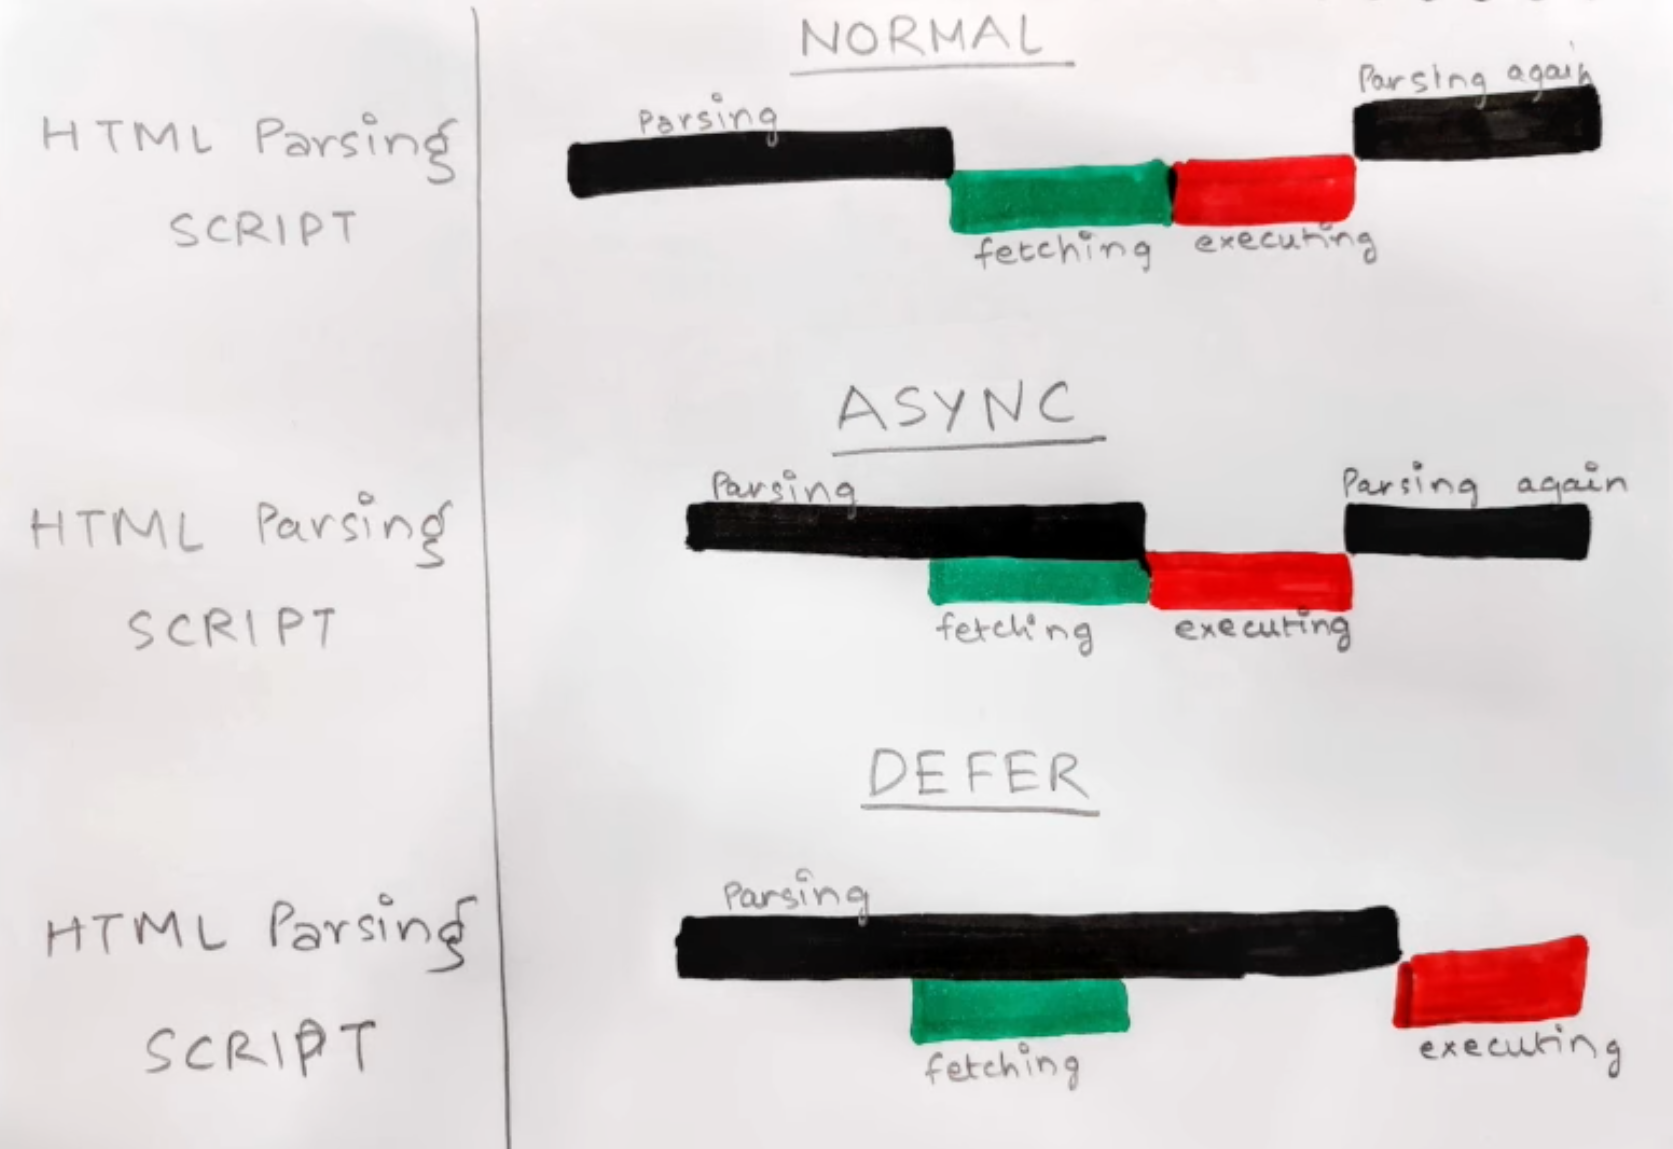 NORMAL
Parsing
Parsing again
HTML Parsing
SCRIPT
fetching
executing
ASYNC
Parsing
Parsing again
HTML Parsing
SCRIPT
fetching
executing
DEFER
Parsing
HTML Parsing
SCRIPT
fetching
executing